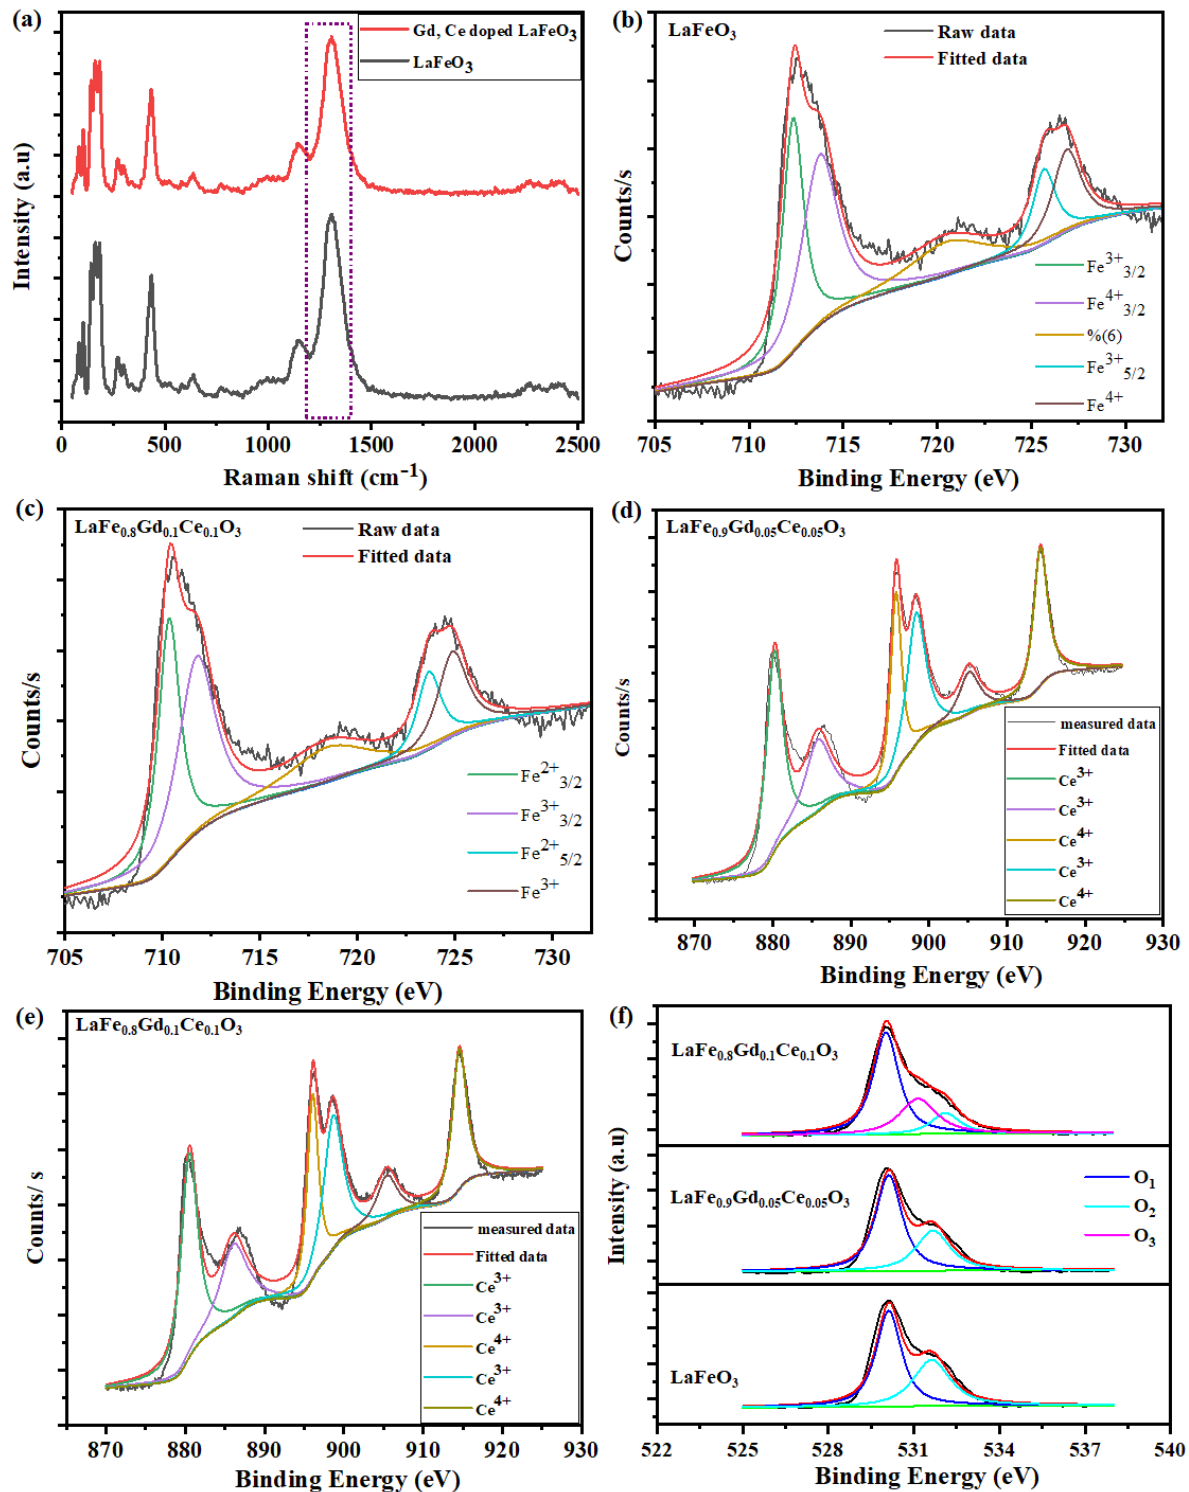 (a)
Gd, Ce doped LaFeO3
LaFeO3
Intensity (a.u)
0 500 1000 1500 2000 2500
Raman shift (cm−1)
(b)
LaFeO3
Raw data
Fitted data
Counts/s
Fe3+3/2
Fe4+3/2
%(6)
Fe3+5/2
Fe4+
705 710 715 720 725 730
Binding Energy (eV)
(c)
LaFe0.8Gd0.1Ce0.1O3
Raw data
Fitted data
Counts/s
Fe2+3/2
Fe3+3/2
Fe2+5/2
Fe3+
705 710 715 720 725 730
Binding Energy (eV)
(d)
LaFe0.9Gd0.05Ce0.05O3
Counts/s
measured data
Fitted data
Ce3+
Ce3+
Ce4+
Ce3+
Ce4+
870 880 890 900 910 920 930
Binding Energy (eV)
(e)
LaFe0.8Gd0.1Ce0.1O3
Counts/ s
measured data
Fitted data
Ce3+
Ce3+
Ce4+
Ce3+
Ce4+
870 880 890 900 910 920 930
Binding Energy (eV)
(f)
LaFe0.8Gd0.1Ce0.1O3
LaFe0.9Gd0.05Ce0.05O3
O1
O2
O3
LaFeO3
Intensity (a.u)
522 525 528 531 534 537 540
Binding Energy (eV)